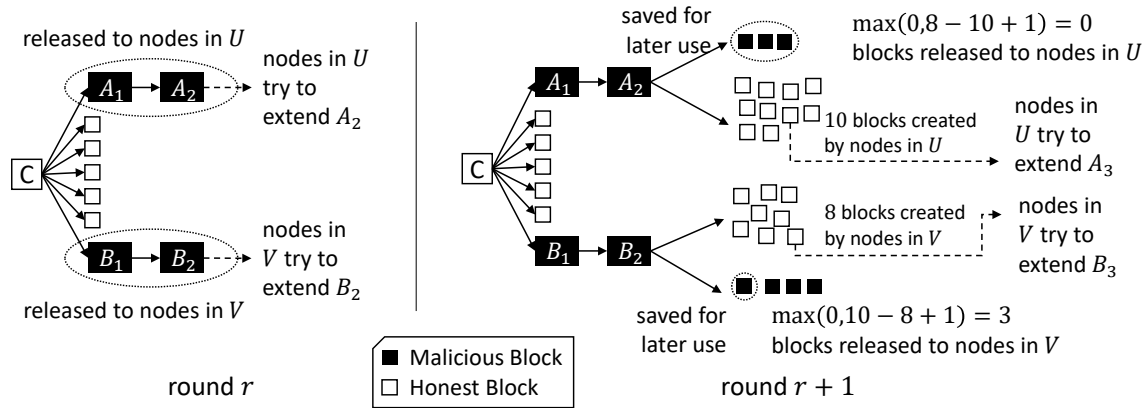 released to nodes in U
nodes in U
try to
extend A₂
A₁
A₂
C
B₁
B₂
nodes in
V try to
extend B₂
released to nodes in V
round r
saved for
later use
max(0,8 − 10 + 1) = 0
blocks released to nodes in U
A₁
A₂
10 blocks created
by nodes in U
nodes in
U try to
extend A₃
C
8 blocks created
by nodes in V
nodes in
V try to
extend B₃
B₁
B₂
saved for
later use
max(0,10 − 8 + 1) = 3
blocks released to nodes in V
round r + 1
Malicious Block
Honest Block